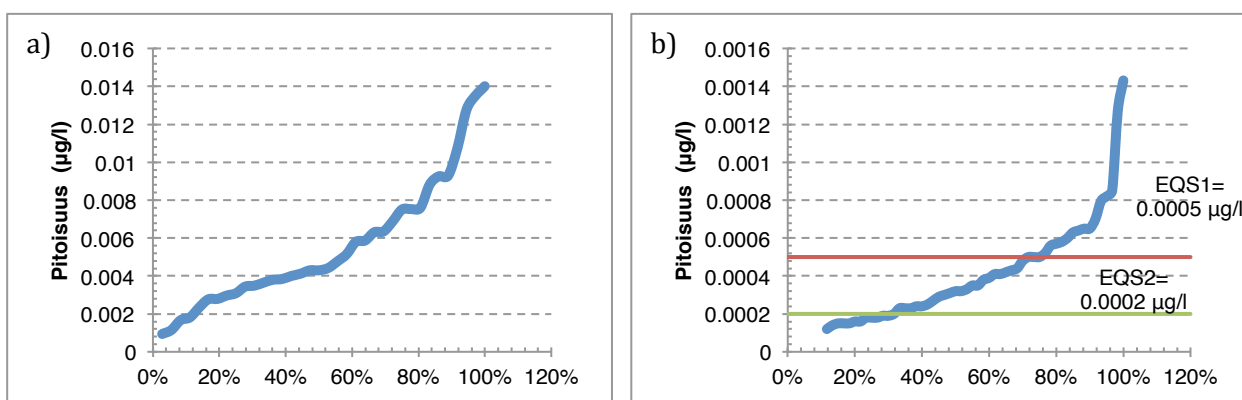 a)
Pitoisuus (µg/l)
0.016
0.014
0.012
0.01
0.008
0.006
0.004
0.002
0
0% 20% 40% 60% 80% 100% 120%
b)
Pitoisuus (µg/l)
0.0016
0.0014
0.0012
0.001
0.0008
0.0006
0.0004
0.0002
0
EQS1=
0.0005 µg/l
EQS2=
0.0002 µg/l
0% 20% 40% 60% 80% 100% 120%